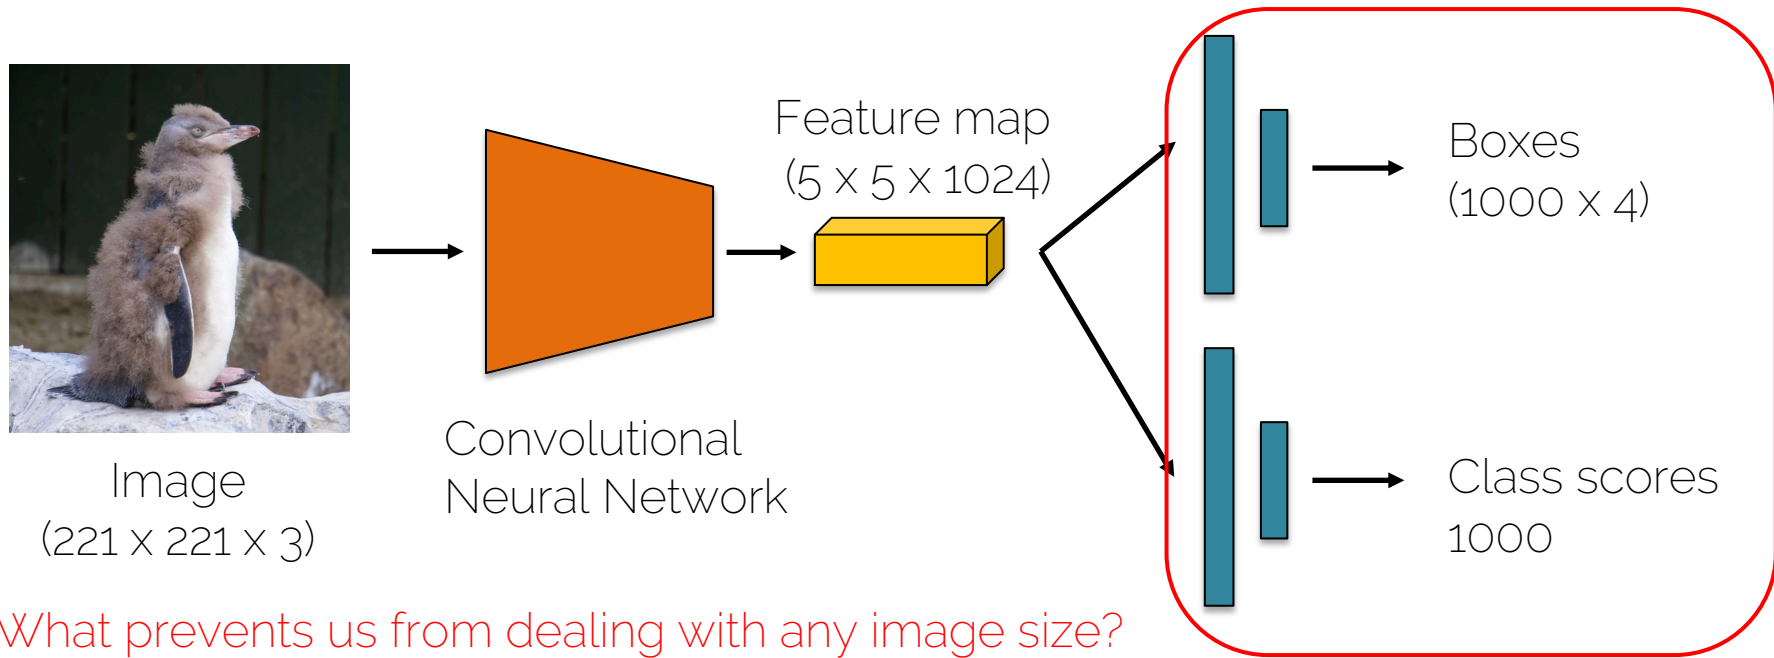 Image
(221 x 221 x 3)
Convolutional
Neural Network
Feature map
(5 x 5 x 1024)
Boxes
(1000 x 4)
Class scores
1000
What prevents us from dealing with any image size?